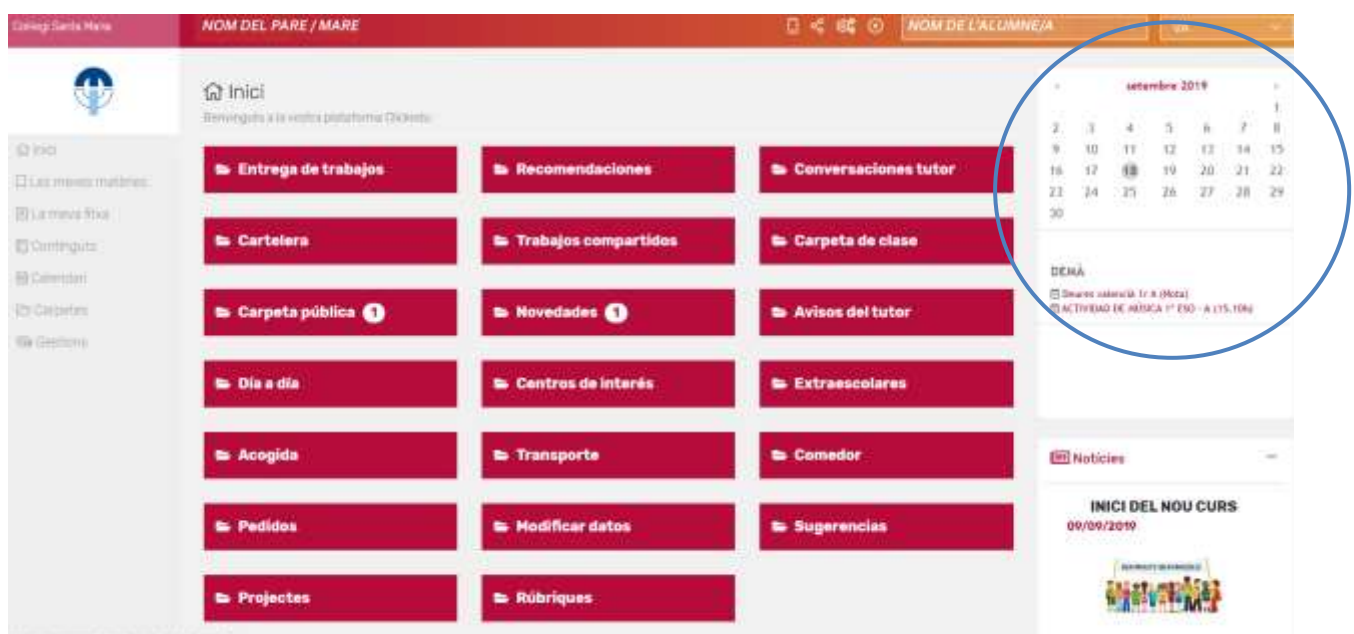 Col·legi Santa Maria
NOM DEL PARE / MARE
NOM DE L'ALUMNE/A
Inici
Benvinguts a la vostra plataforma Clickedu
Inici
Les meves matèries
La meva fitxa
Continguts
Calendari
Carpetes
Gestions
Entrega de trabajos
Recomendaciones
Conversaciones tutor
Cartelera
Trabajos compartidos
Carpeta de clase
Carpeta pública 1
Novedades 1
Avisos del tutor
Día a día
Centros de interés
Extraescolares
Acogida
Transporte
Comedor
Pedidos
Modificar datos
Sugerencias
Projectes
Rúbriques
setembre 2019
1
2 3 4 5 6 7 8
9 10 11 12 13 14 15
16 17 18 19 20 21 22
23 24 25 26 27 28 29
30
DEMÀ
valencià 1r A (Nota)
ACTIVIDAD DE MÚSICA 1º ESO - A (15.10h)
Notícies
INICI DEL NOU CURS
09/09/2019